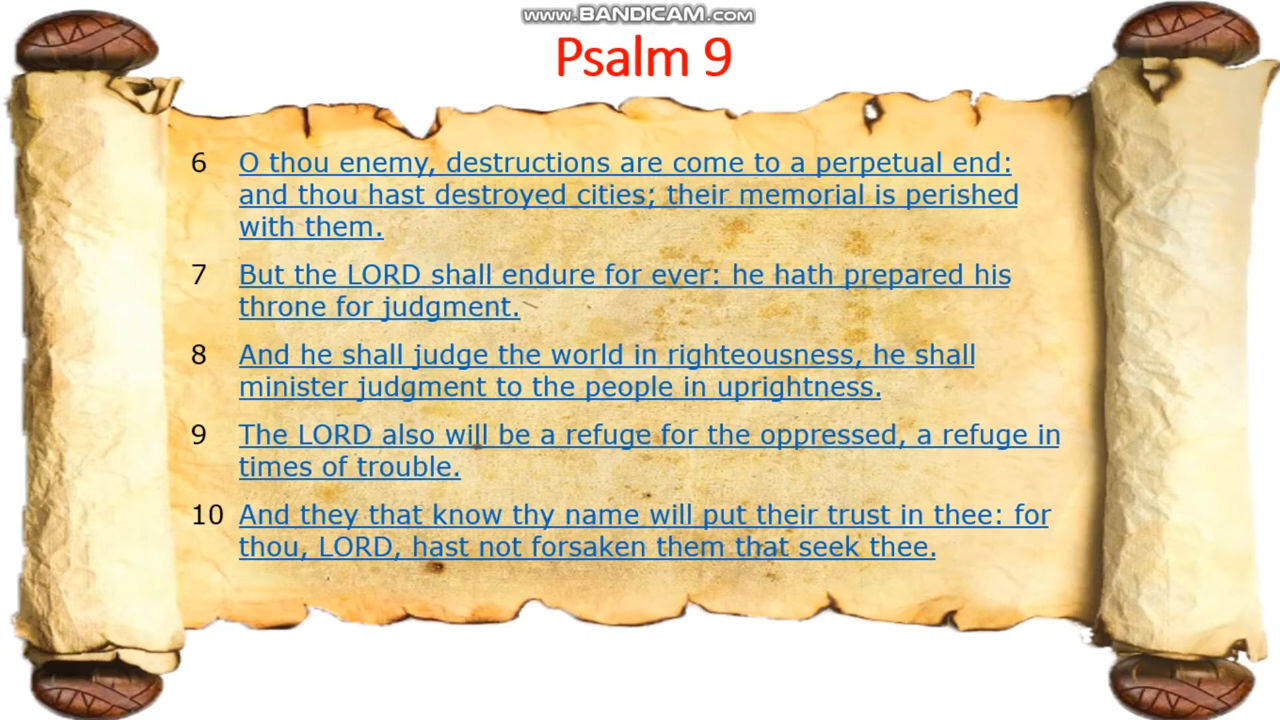 www.BANDICAM.com
Psalm 9
6 O thou enemy, destructions are come to a perpetual end:
and thou hast destroyed cities; their memorial is perished
with them.
7 But the LORD shall endure for ever: he hath prepared his
throne for judgment.
8 And he shall judge the world in righteousness, he shall
minister judgment to the people in uprightness.
9 The LORD also will be a refuge for the oppressed, a refuge in
times of trouble.
10 And they that know thy name will put their trust in thee: for
thou, LORD, hast not forsaken them that seek thee.